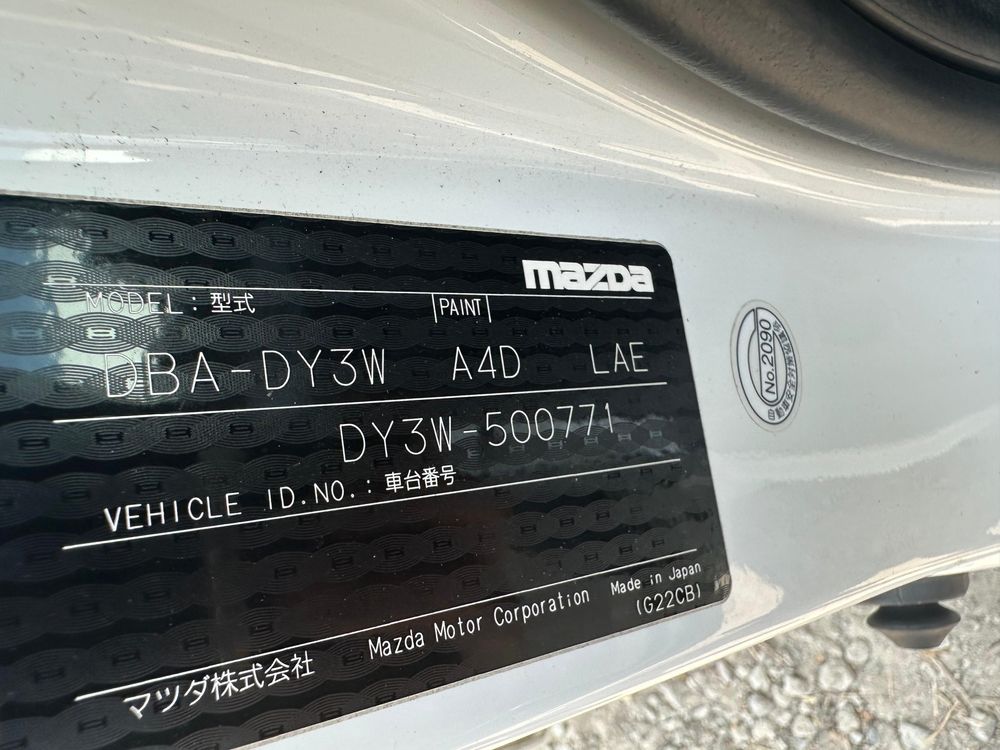 mazda
MODEL : 型式 PAINT
DBA-DY3W A4D LAE
DY3W-500771
VEHICLE ID.NO. : 車台番号
マツダ株式会社 Mazda Motor Corporation Made in Japan
(G22CB)
No.2090